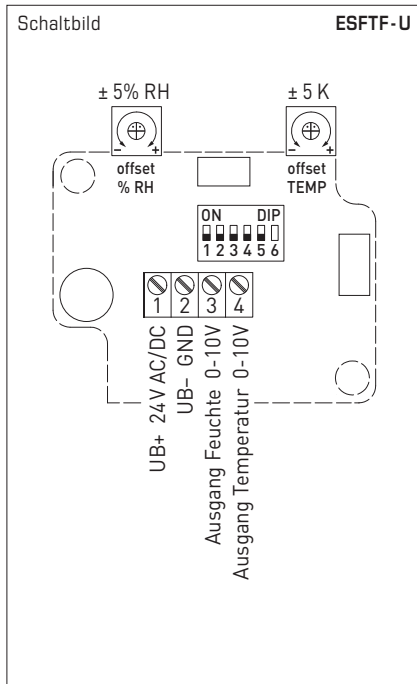 Schaltbild ESFTF-U
± 5% RH ± 5 K
- + - +
offset offset
% RH TEMP
ON DIP
1 2 3 4 5 6
1 2 3 4
UB+ 24V AC/DC
UB– GND
Ausgang Feuchte 0-10V
Ausgang Temperatur 0-10V